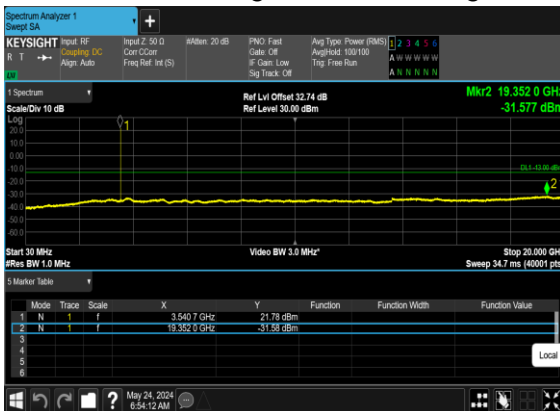 Spectrum Analyzer 1
Swept SA
KEYSIGHT Input: RF Input Z: 50 Ω #Atten: 20 dB PNO: Fast Avg Type: Power (RMS) 1 2 3 4 5 6
R T Coupling: DC Corr CCorr Gate: Off Avg|Hold: 100/100 A W W W W W
Align: Auto Freq Ref: Int (S) IF Gain: Low Trig: Free Run
Sig Track: Off A N N N N N
LV
1 Spectrum Ref Lvl Offset 32.74 dB Mkr2 19.352 0 GHz
Scale/Div 10 dB Ref Level 30.00 dBm -31.577 dBm
Log
20.0
10.0
0.00
-10.0
-20.0
-30.0
-40.0
-50.0
-60.0
1
DL1 -13.00 dBm
2
Start 30 MHz Video BW 3.0 MHz* Stop 20.000 GH
#Res BW 1.0 MHz Sweep 34.7 ms (40001 pts
5 Marker Table
Mode Trace Scale X Y Function Function Width Function Value
1 N 1 f 3.540 7 GHz 21.78 dBm
2 N 1 f 19.352 0 GHz -31.58 dBm
3
4
5
6
Local
? May 24, 2024
6:54:12 AM